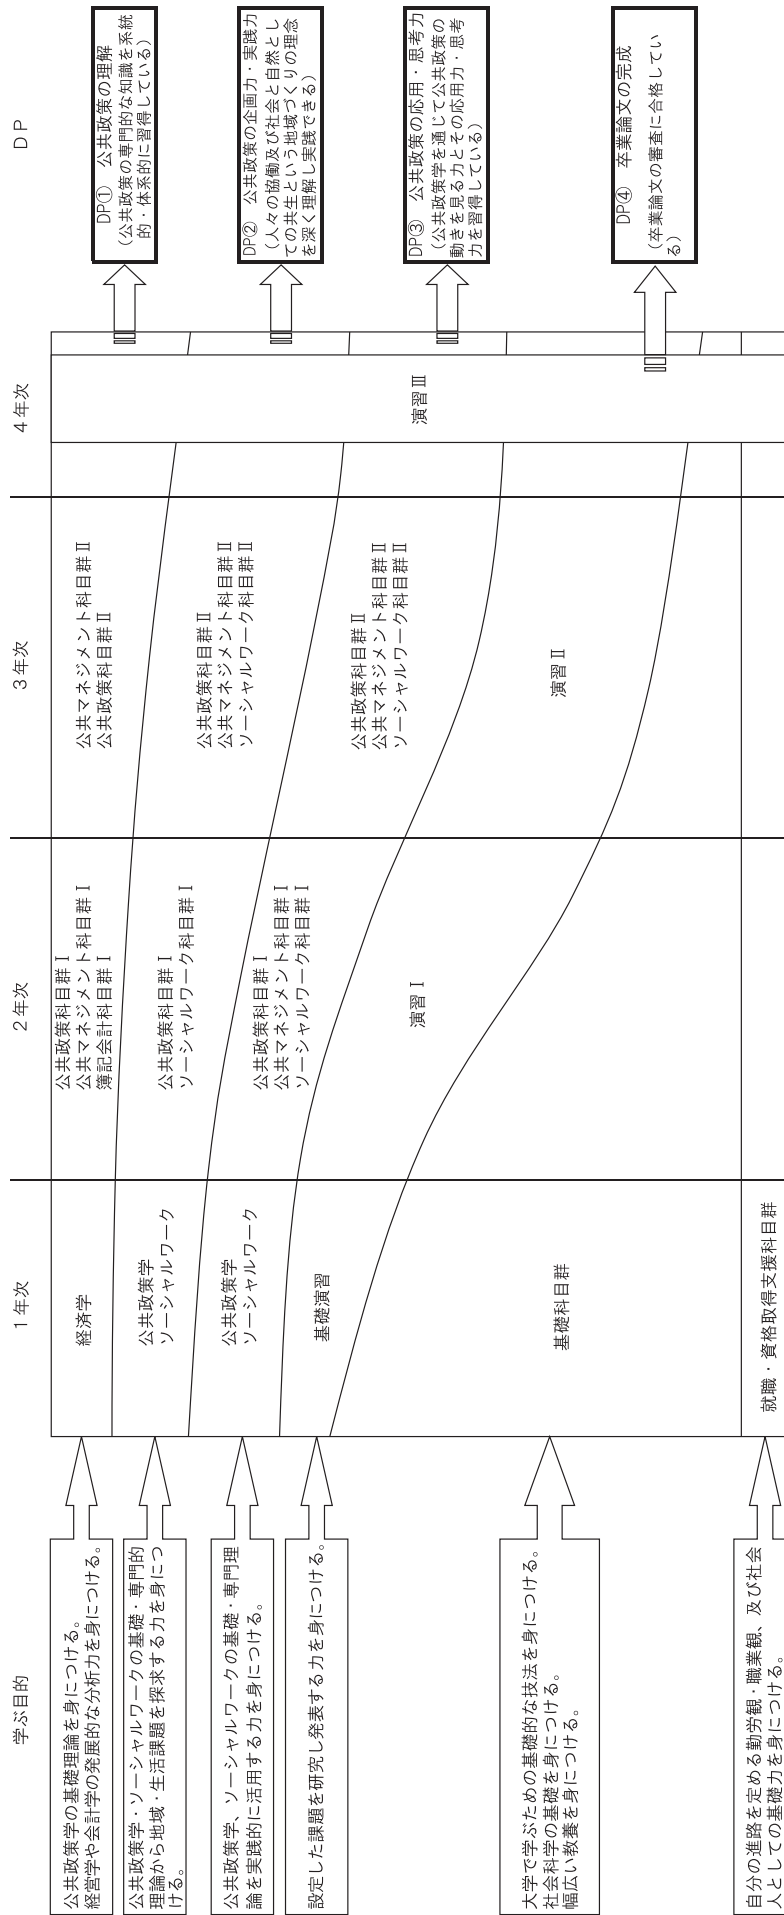 学ぶ目的
1年次
2年次
3年次
4年次
DP
公共政策学の基礎理論を身につける。
経営学や会計学の発展的な分析力を身につける。
経済学
公共政策科目群Ⅰ
公共マネジメント科目群Ⅰ
簿記会計科目群Ⅰ
公共マネジメント科目群Ⅱ
公共政策科目群Ⅱ
DP① 公共政策の理解
(公共政策の専門的な知識を系統
的・体系的に習得している)
公共政策学・ソーシャルワークの基礎・専門的
理論から地域・生活課題を探求する力を身につ
ける。
公共政策学
ソーシャルワーク
公共政策科目群Ⅰ
ソーシャルワーク科目群Ⅰ
公共政策科目群Ⅱ
公共マネジメント科目群Ⅱ
ソーシャルワーク科目群Ⅱ
DP② 公共政策の企画力・実践力
(人々の協働及び社会と自然とし
ての共生という地域づくりの理念
を深く理解し実践できる)
公共政策学、ソーシャルワークの基礎・専門理
論を実践的に活用する力を身につける。
公共政策学
ソーシャルワーク
公共政策科目群Ⅰ
公共マネジメント科目群Ⅰ
ソーシャルワーク科目群Ⅰ
公共政策科目群Ⅱ
公共マネジメント科目群Ⅱ
ソーシャルワーク科目群Ⅱ
DP③ 公共政策の応用・思考力
(公共政策学を通じて公共政策の
動きを見る力とその応用力・思考
力を習得している)
設定した課題を研究し発表する力を身につける。
基礎演習
演習Ⅰ
演習Ⅱ
演習Ⅲ
DP④ 卒業論文の完成
(卒業論文の審査に合格してい
る)
大学で学ぶための基礎的な技法を身につける。
社会科学の基礎を身につける。
幅広い教養を身につける。
基礎科目群
自分の進路を定める勤労観・職業観、及び社会
人としての基礎力を身につける。
就職・資格取得支援科目群